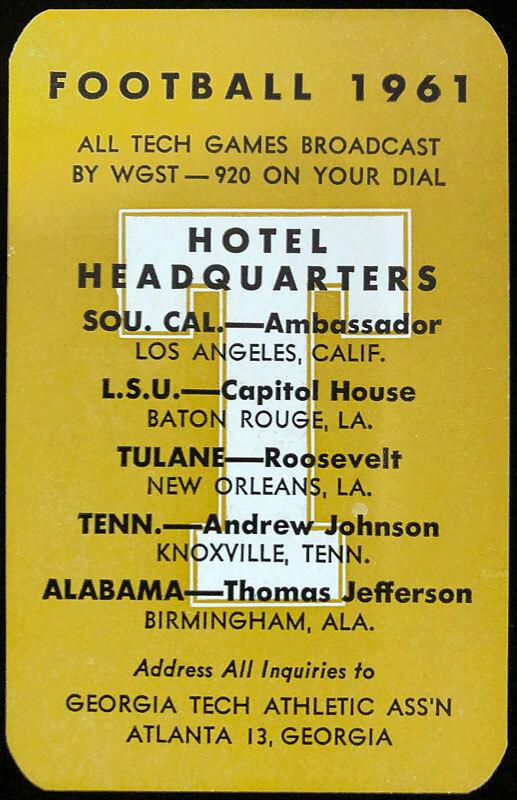 FOOTBALL 1961
ALL TECH GAMES BROADCAST
BY WGST — 920 ON YOUR DIAL
HOTEL
HEADQUARTERS
SOU. CAL.—Ambassador
LOS ANGELES, CALIF.
L.S.U.—Capitol House
BATON ROUGE, LA.
TULANE—Roosevelt
NEW ORLEANS, LA.
TENN.—Andrew Johnson
KNOXVILLE, TENN.
ALABAMA—Thomas Jefferson
BIRMINGHAM, ALA.
Address All Inquiries to
GEORGIA TECH ATHLETIC ASS'N
ATLANTA 13, GEORGIA